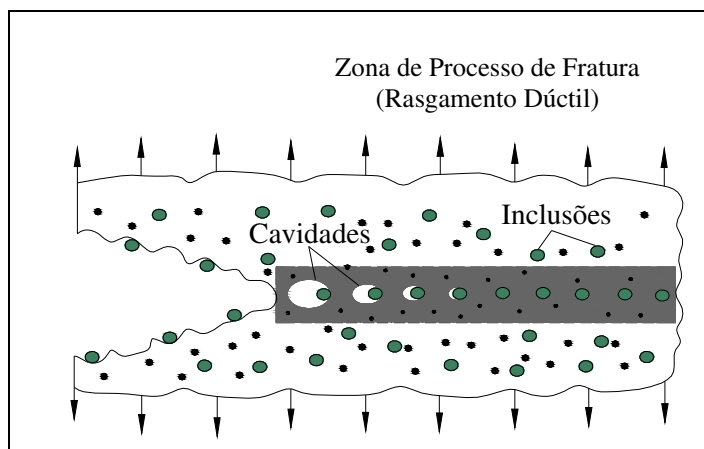 Zona de Processo de Fratura
(Rasgamento Dúctil)
Inclusões
Cavidades